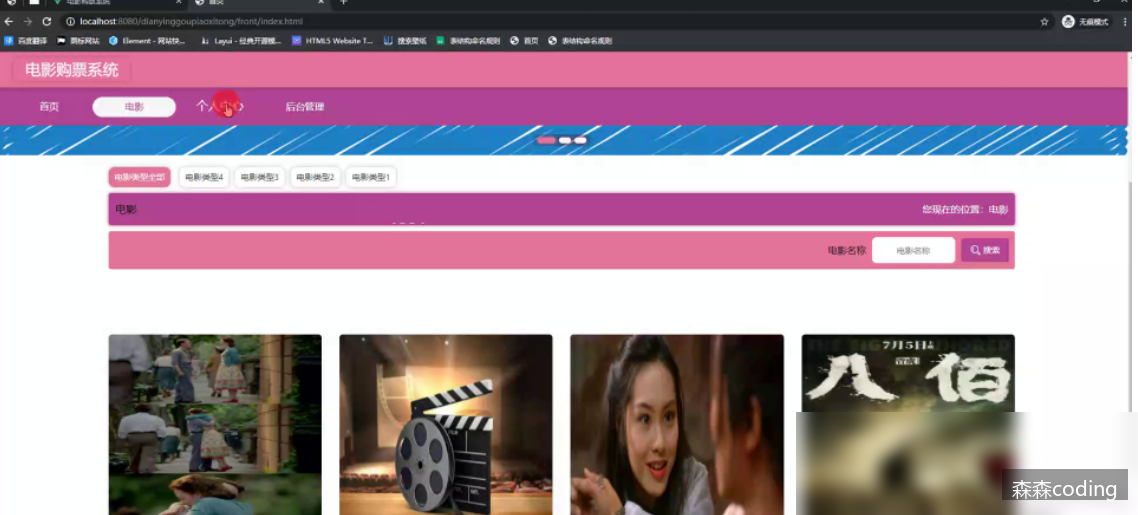 电影购票系统
首页
localhost:8080/dianyinggoupiaoxitong/front/index.html
无痕模式
百度翻译
图标网站
Element - 网站快...
Layui - 经典开源模...
HTML5 Website T...
搜索壁纸
表结构命名规则
首页
表结构命名规则
电影购票系统
首页
电影
个人中心
后台管理
电影类型全部
电影类型4
电影类型3
电影类型2
电影类型1
电影
您现在的位置：电影
电影名称
电影名称
搜索
7月5日
八佰
森森coding